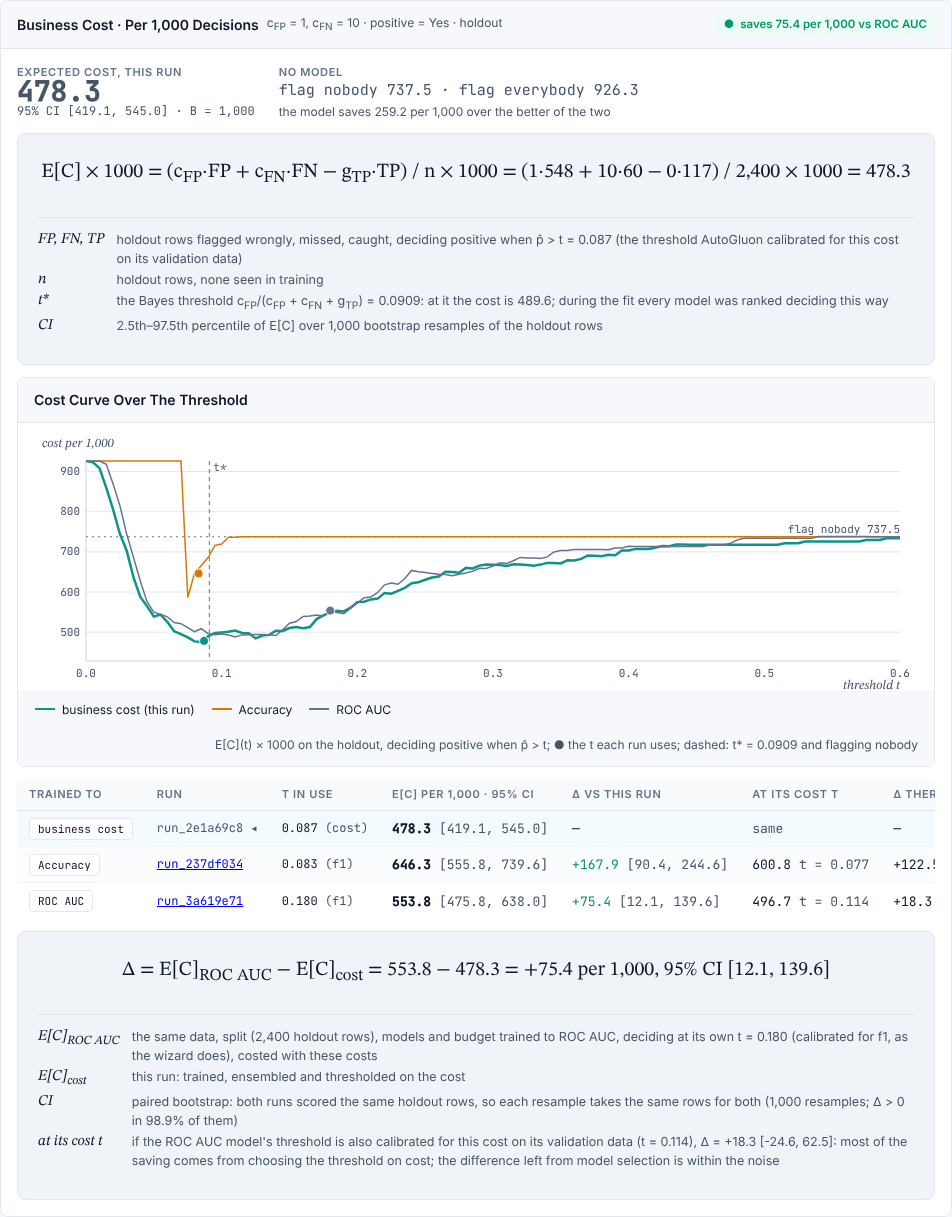 Business Cost · Per 1,000 Decisions c_FP = 1, c_FN = 10 · positive = Yes · holdout
● saves 75.4 per 1,000 vs ROC AUC
EXPECTED COST, THIS RUN
478.3
95% CI [419.1, 545.0] · B = 1,000
NO MODEL
flag nobody 737.5 · flag everybody 926.3
the model saves 259.2 per 1,000 over the better of the two
E[C] × 1000 = (c_FP·FP + c_FN·FN − g_TP·TP) / n × 1000 = (1·548 + 10·60 − 0·117) / 2,400 × 1000 = 478.3
FP, FN, TP holdout rows flagged wrongly, missed, caught, deciding positive when p̂ > t = 0.087 (the threshold AutoGluon calibrated for this cost
on its validation data)
n holdout rows, none seen in training
t* the Bayes threshold c_FP/(c_FP + c_FN + g_TP) = 0.0909: at it the cost is 489.6; during the fit every model was ranked deciding this way
CI 2.5th–97.5th percentile of E[C] over 1,000 bootstrap resamples of the holdout rows
Cost Curve Over The Threshold
cost per 1,000
900
800
700
600
500
t*
flag nobody 737.5
0.0 0.1 0.2 0.3 0.4 0.5 0.6
threshold t
business cost (this run) Accuracy ROC AUC
E[C](t) × 1000 on the holdout, deciding positive when p̂ > t; ● the t each run uses; dashed: t* = 0.0909 and flagging nobody
TRAINED TO RUN T IN USE E[C] PER 1,000 · 95% CI Δ VS THIS RUN AT ITS COST T Δ THER
business cost run_2e1a69c8 ◂ 0.087 (cost) 478.3 [419.1, 545.0] — same —
Accuracy run_237df034 0.083 (f1) 646.3 [555.8, 739.6] +167.9 [90.4, 244.6] 600.8 t = 0.077 +122.5
ROC AUC run_3a619e71 0.180 (f1) 553.8 [475.8, 638.0] +75.4 [12.1, 139.6] 496.7 t = 0.114 +18.3
Δ = E[C]_ROC AUC − E[C]_cost = 553.8 − 478.3 = +75.4 per 1,000, 95% CI [12.1, 139.6]
E[C]_ROC AUC the same data, split (2,400 holdout rows), models and budget trained to ROC AUC, deciding at its own t = 0.180 (calibrated for f1, as
the wizard does), costed with these costs
E[C]_cost this run: trained, ensembled and thresholded on the cost
CI paired bootstrap: both runs scored the same holdout rows, so each resample takes the same rows for both (1,000 resamples; Δ > 0
in 98.9% of them)
at its cost t if the ROC AUC model's threshold is also calibrated for this cost on its validation data (t = 0.114), Δ = +18.3 [-24.6, 62.5]: most of the
saving comes from choosing the threshold on cost; the difference left from model selection is within the noise